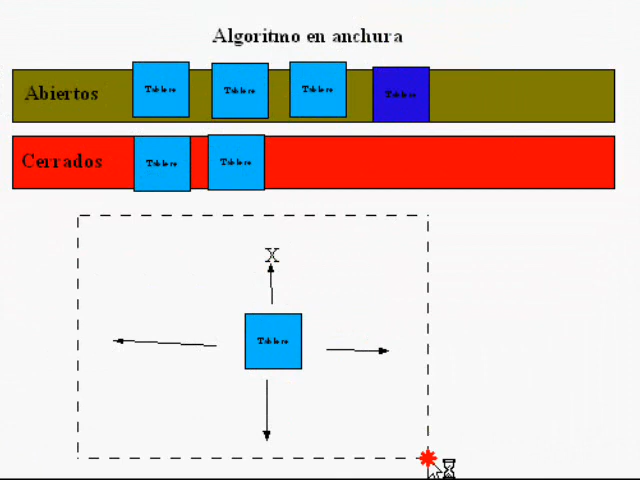 Algoritmo en anchura
Abiertos
Tablero
Tablero
Tablero
Tablero
Cerrados
Tablero
Tablero
X
Tablero